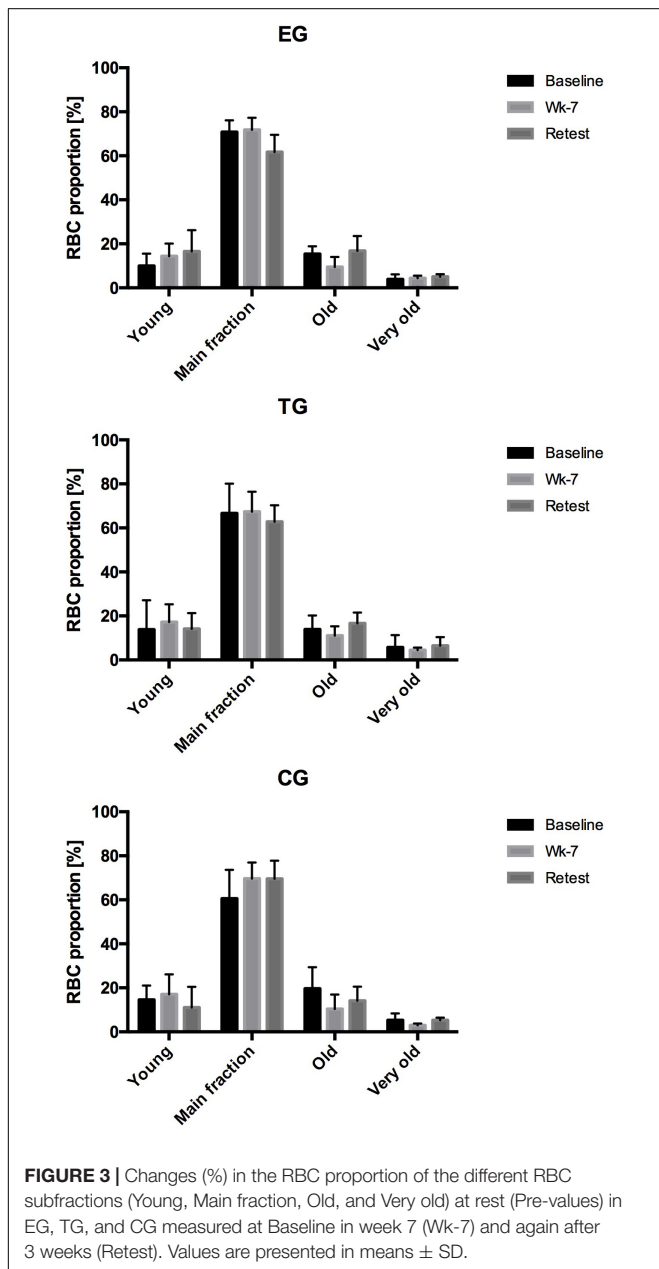 EG
RBC proportion [%]
100
80
60
40
20
0
Young
Main fraction
Old
Very old
Baseline
Wk-7
Retest
TG
RBC proportion [%]
100
80
60
40
20
0
Young
Main fraction
Old
Very old
Baseline
Wk-7
Retest
CG
RBC proportion [%]
100
80
60
40
20
0
Young
Main fraction
Old
Very old
Baseline
Wk-7
Retest
FIGURE 3 | Changes (%) in the RBC proportion of the different RBC
subfractions (Young, Main fraction, Old, and Very old) at rest (Pre-values) in
EG, TG, and CG measured at Baseline in week 7 (Wk-7) and again after
3 weeks (Retest). Values are presented in means ± SD.